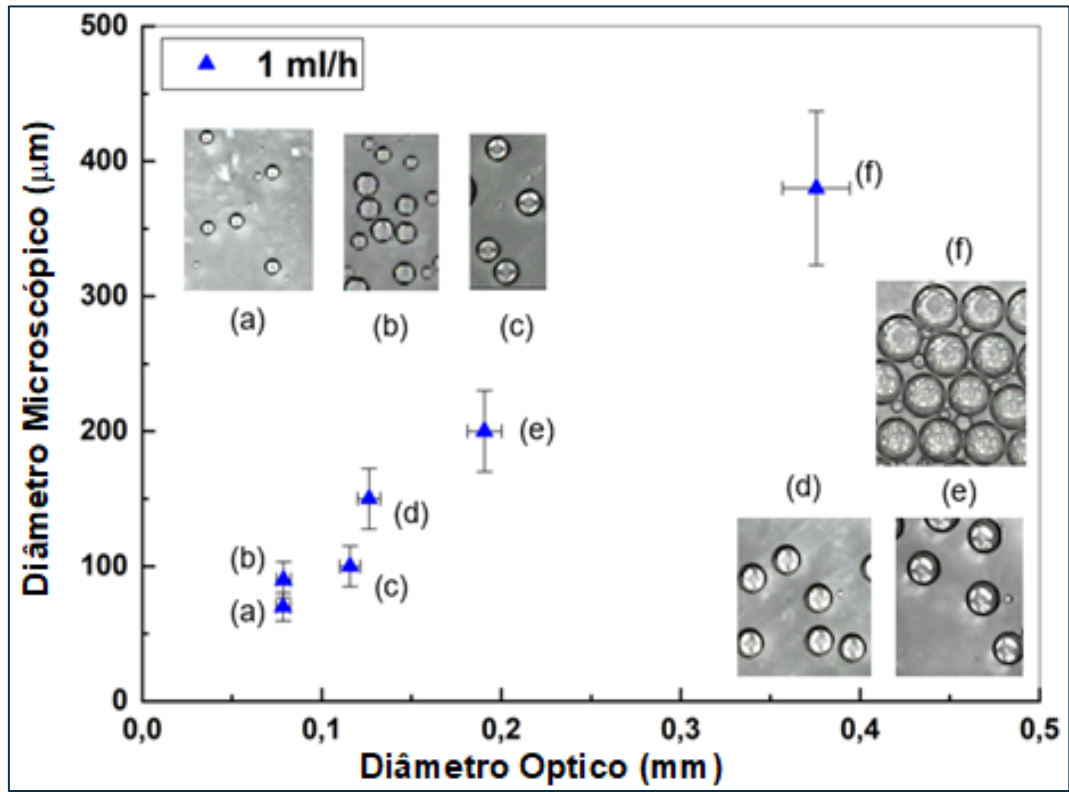 500
400
300
200
100
0
Diâmetro Microscópico (μm)
1 ml/h
(a)
(b)
(c)
(f)
(f)
(e)
(d)
(e)
(d)
(b)
(c)
(a)
0,0
0,1
0,2
0,3
0,4
0,5
Diâmetro Optico (mm)